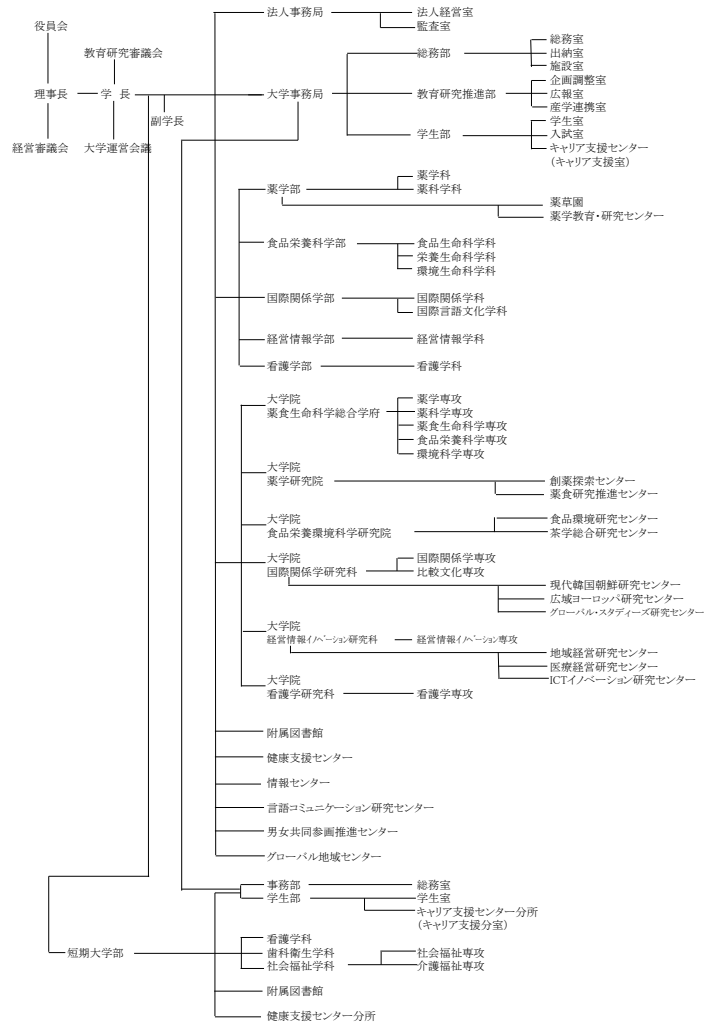 役員会
教育研究審議会
理事長
学 長
副学長
経営審議会
大学運営会議
法人事務局
法人経営室
監査室
大学事務局
総務部
総務室
出納室
施設室
教育研究推進部
企画調整室
広報室
産学連携室
学生部
学生室
入試室
キャリア支援センター
(キャリア支援室)
薬学部
薬学科
薬科学科
薬草園
薬学教育・研究センター
食品栄養科学部
食品生命科学科
栄養生命科学科
環境生命科学科
国際関係学部
国際関係学科
国際言語文化学科
経営情報学部
経営情報学科
看護学部
看護学科
大学院
薬食生命科学総合学府
薬学専攻
薬科学専攻
薬食生命科学専攻
食品栄養科学専攻
環境科学専攻
大学院
薬学研究院
創薬探索センター
薬食研究推進センター
大学院
食品栄養環境科学研究院
食品環境研究センター
茶学総合研究センター
大学院
国際関係学研究科
国際関係学専攻
比較文化専攻
現代韓国朝鮮研究センター
広域ヨーロッパ研究センター
グローバル・スタディーズ研究センター
大学院
経営情報イノベーション研究科
経営情報イノベーション専攻
地域経営研究センター
医療経営研究センター
ICTイノベーション研究センター
大学院
看護学研究科
看護学専攻
附属図書館
健康支援センター
情報センター
言語コミュニケーション研究センター
男女共同参画推進センター
グローバル地域センター
事務部
総務室
学生部
学生室
キャリア支援センター分所
(キャリア支援分室)
短期大学部
看護学科
歯科衛生学科
社会福祉学科
社会福祉専攻
介護福祉専攻
附属図書館
健康支援センター分所